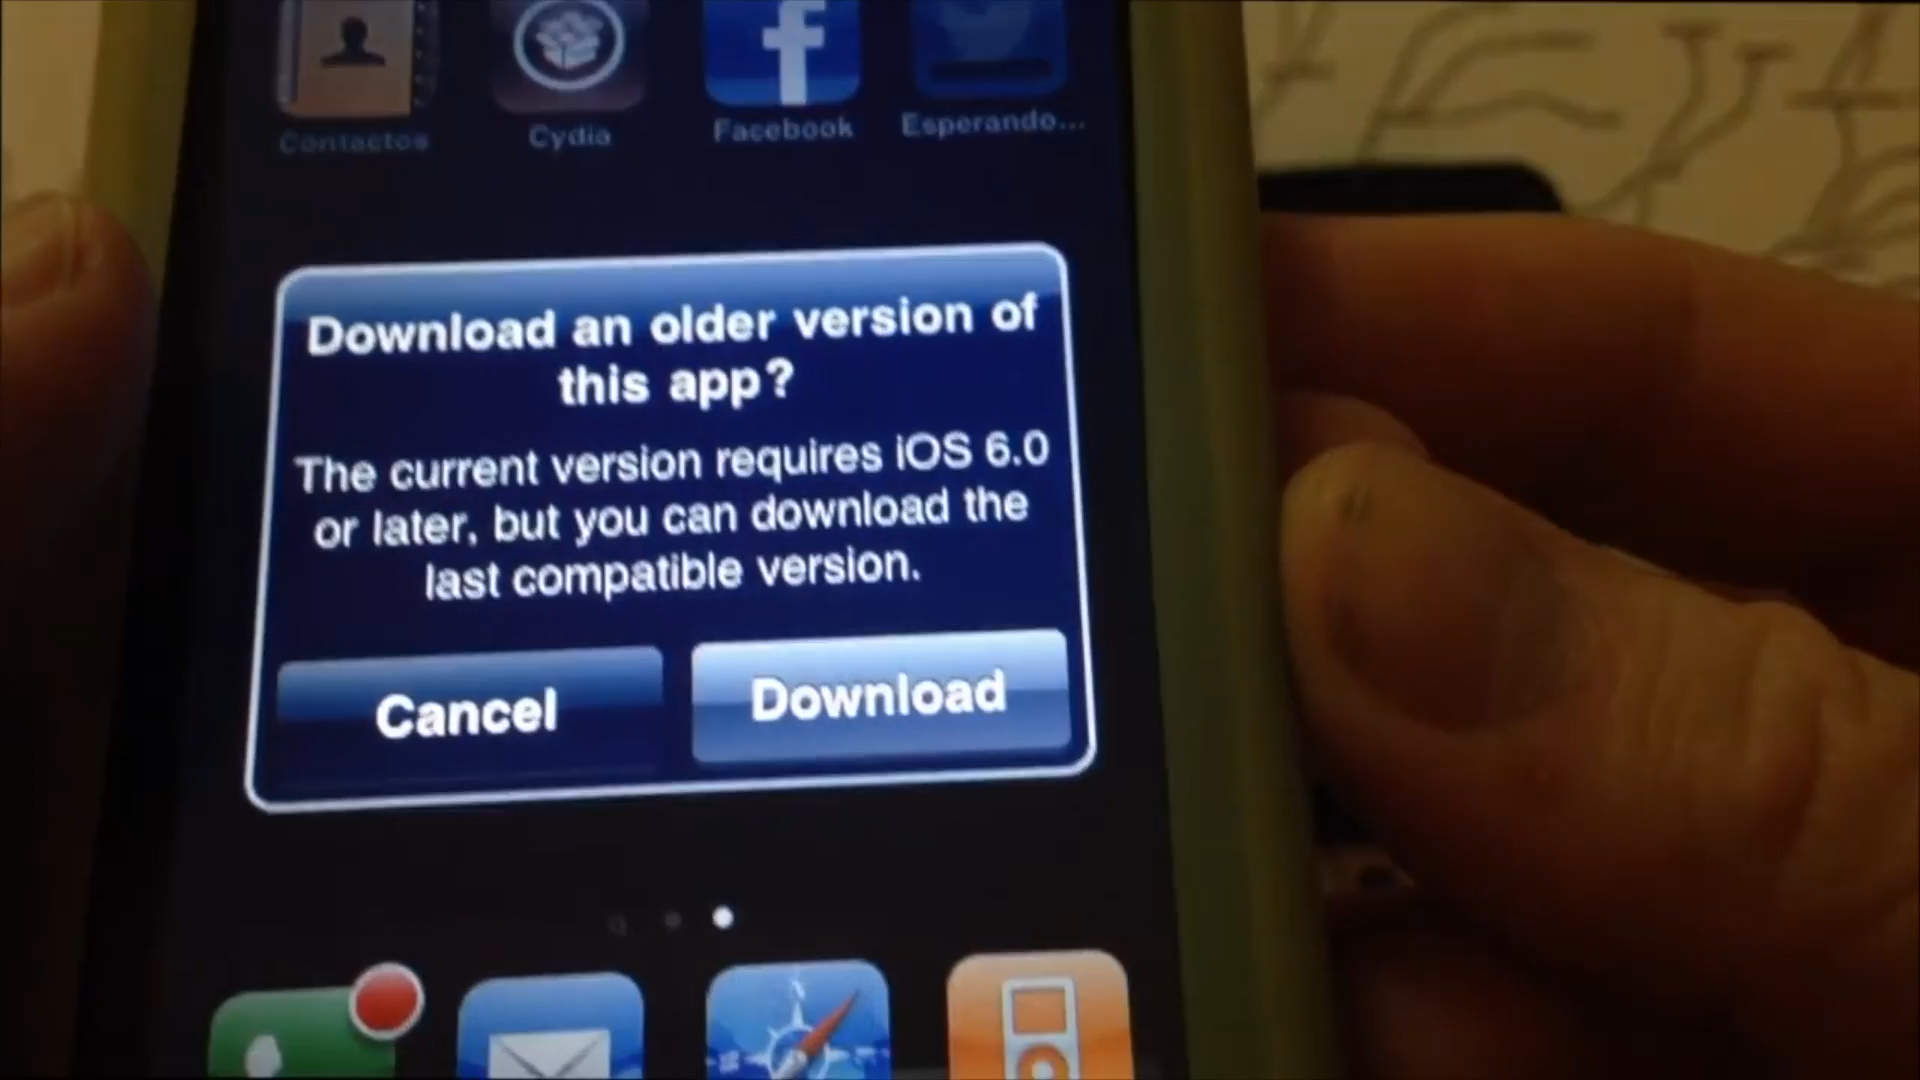 Contactos Cydia Facebook Esperando...
Download an older version of
this app?
The current version requires iOS 6.0
or later, but you can download the
last compatible version.
Cancel Download